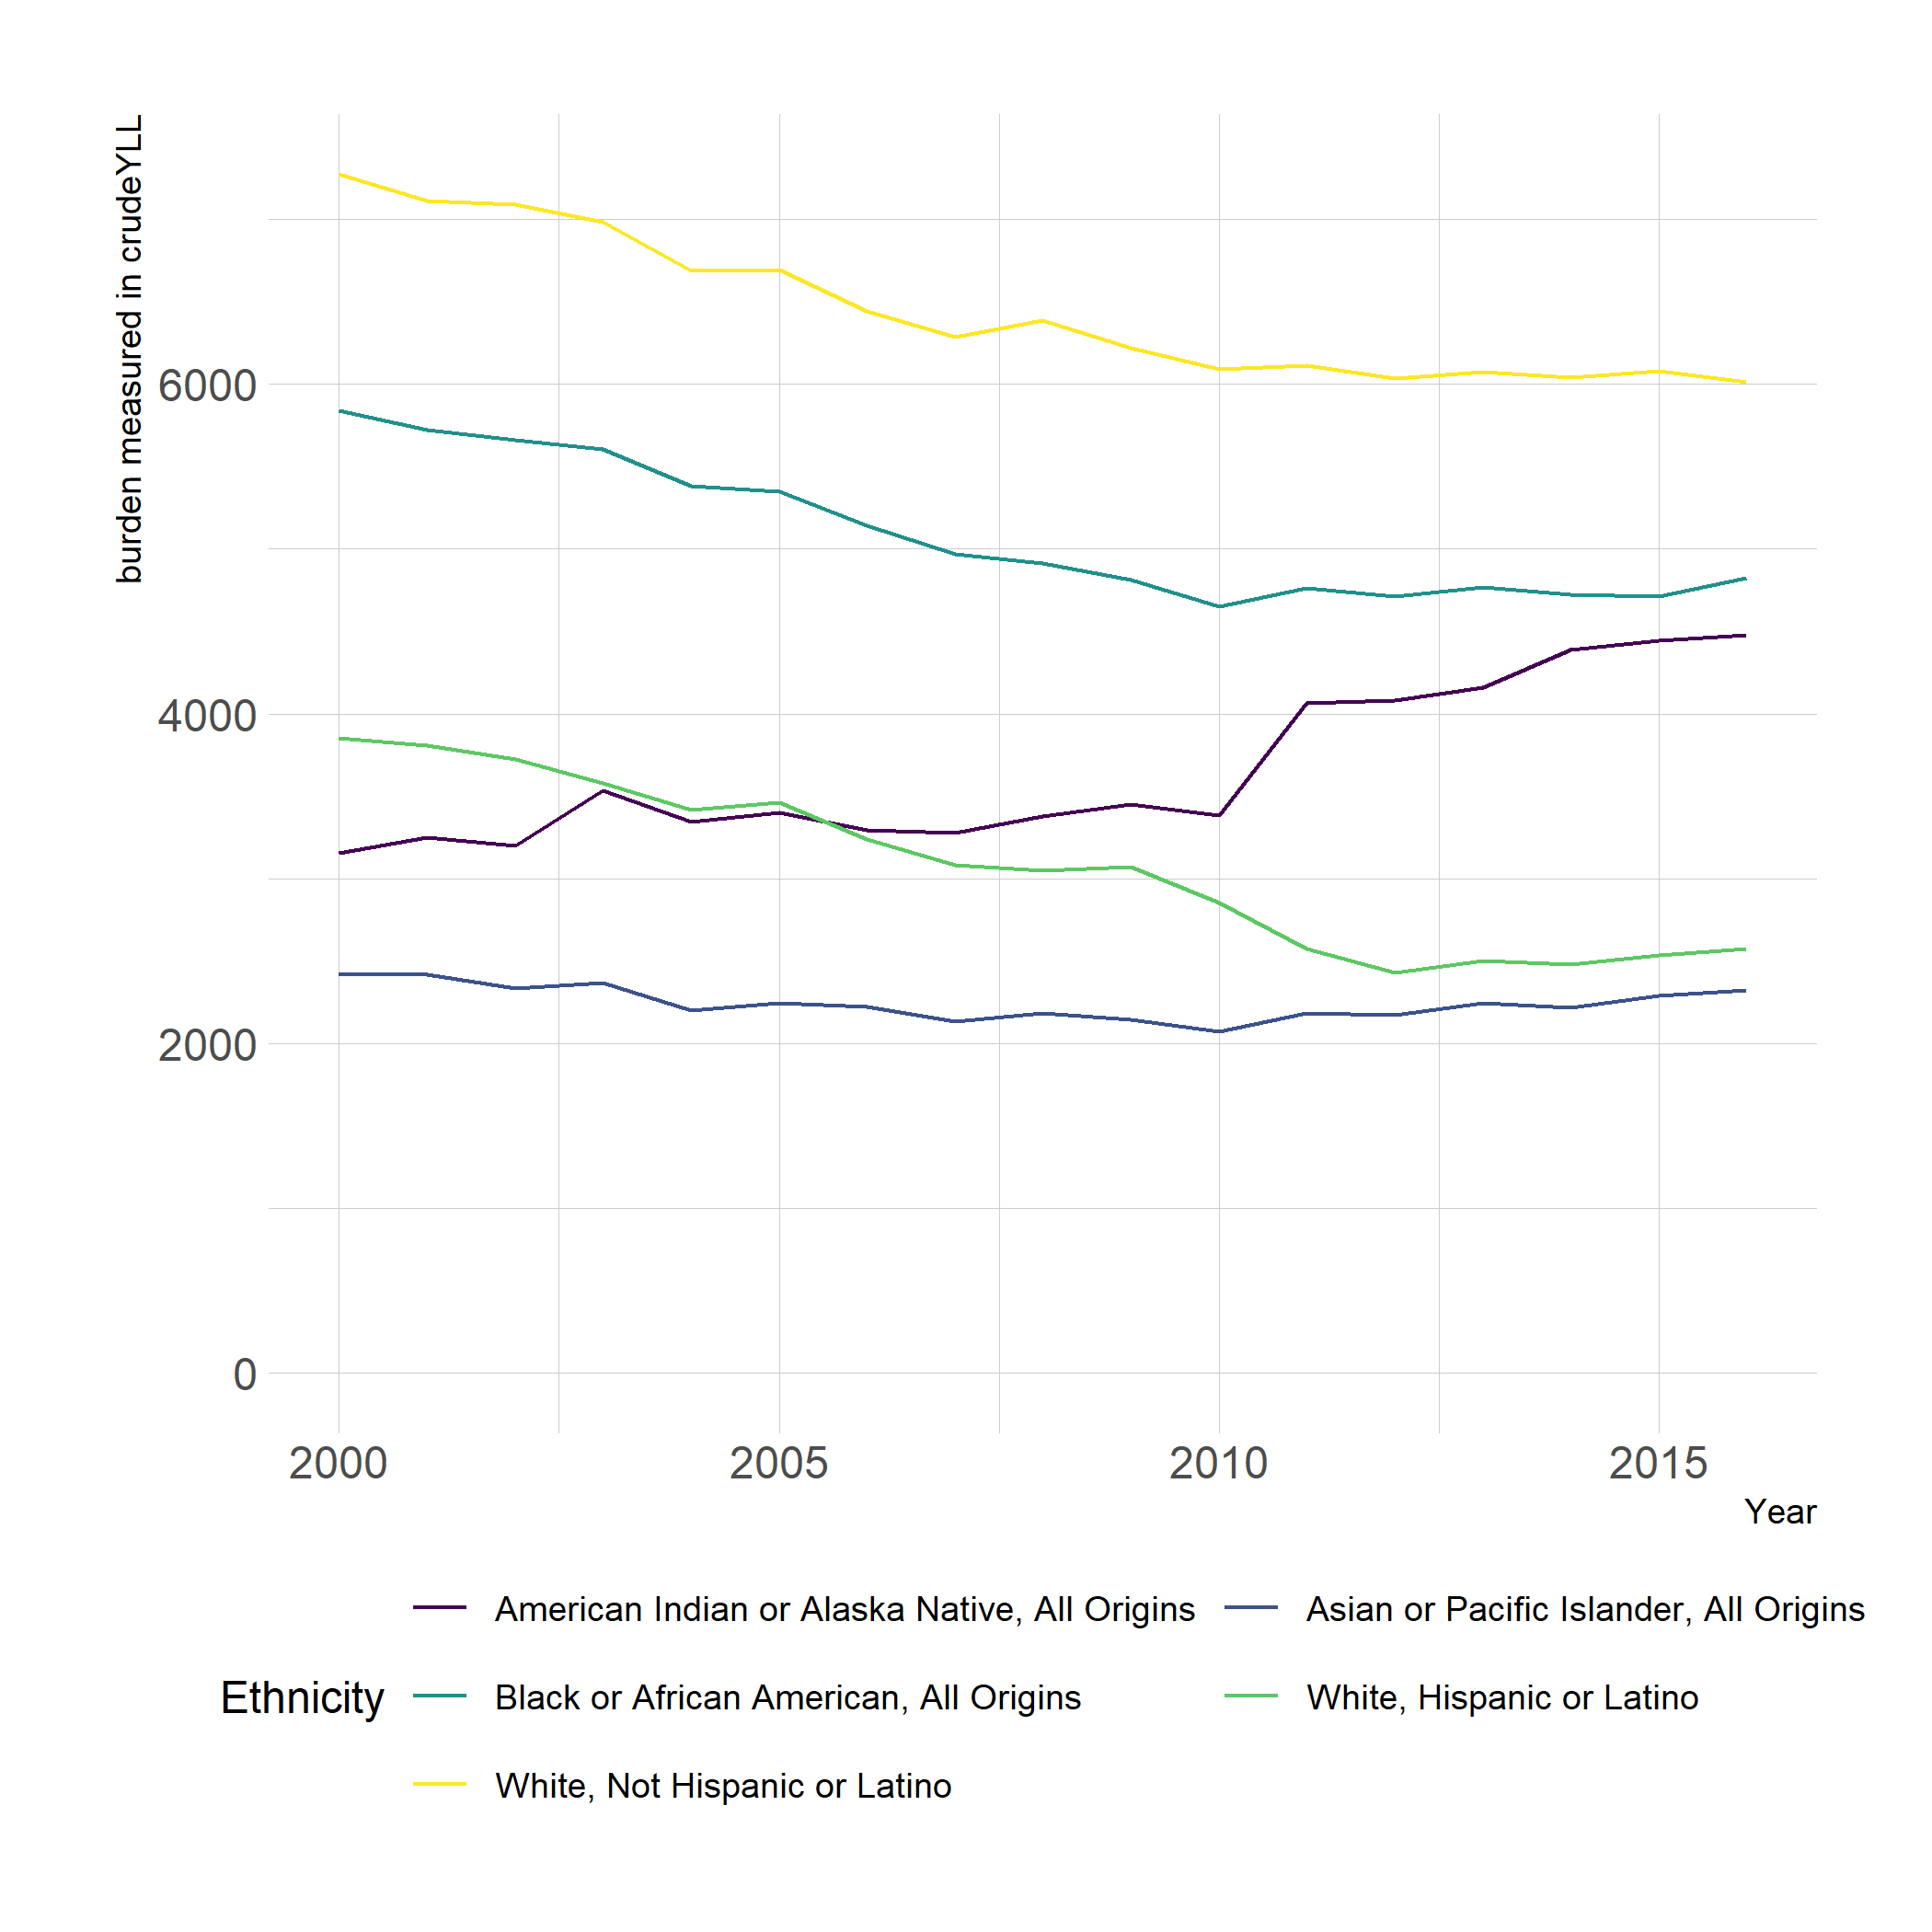 burden measured in crudeYLL
6000
4000
2000
0
2000 2005 2010 2015
Year
Ethnicity
American Indian or Alaska Native, All Origins
Asian or Pacific Islander, All Origins
Black or African American, All Origins
White, Hispanic or Latino
White, Not Hispanic or Latino